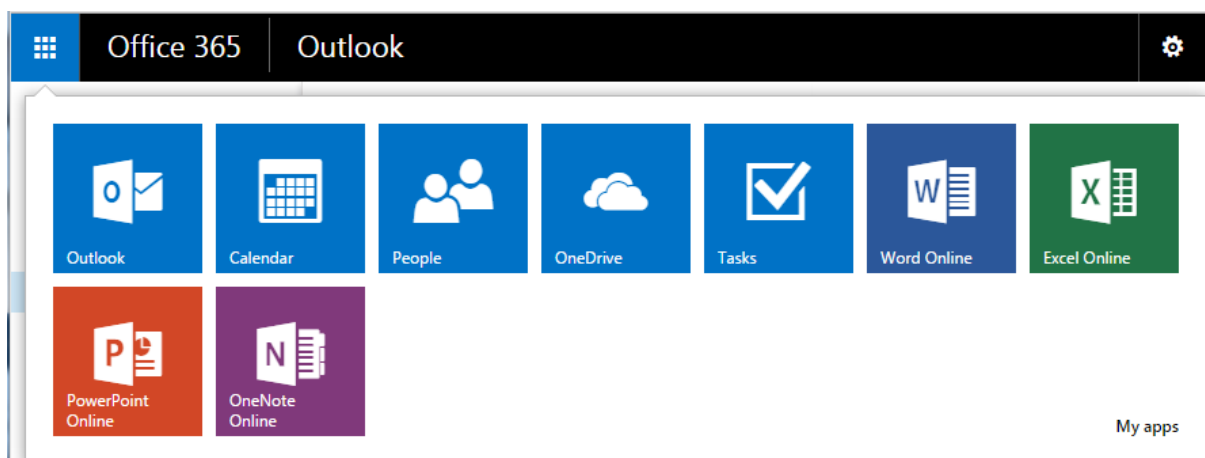 Office 365 Outlook
Outlook Calendar People OneDrive Tasks Word Online Excel Online
PowerPoint
Online
OneNote
Online
My apps